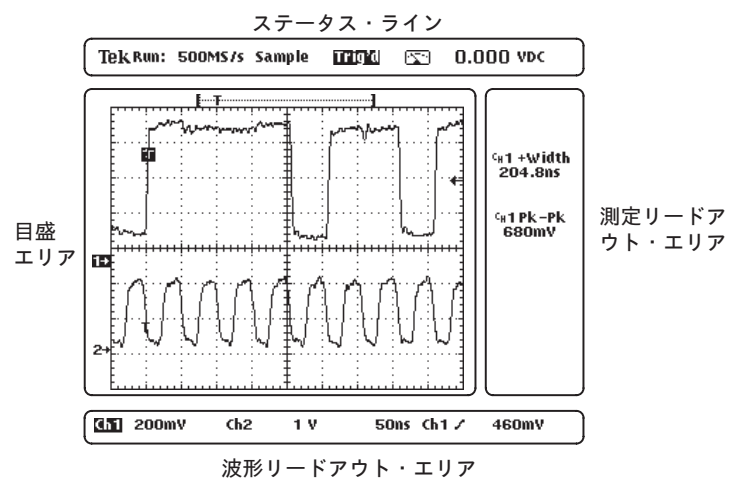 ステータス・ライン
Tek Run: 500MS/s Sample Trig'd 0.000 VDC
T
T
CH1 +Width
204.8ns
CH1 Pk-Pk
680mV
目盛
エリア
測定リードア
ウト・エリア
1
T
2
Ch1 200mV Ch2 1 V 50ns Ch1 460mV
波形リードアウト・エリア